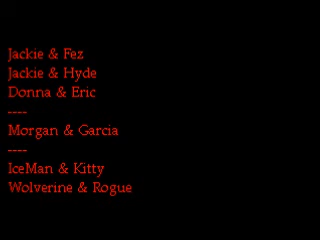 Jackie & Fez
Jackie & Hyde
Donna & Eric
----
Morgan & Garcia
----
IceMan & Kitty
Wolverine & Rogue